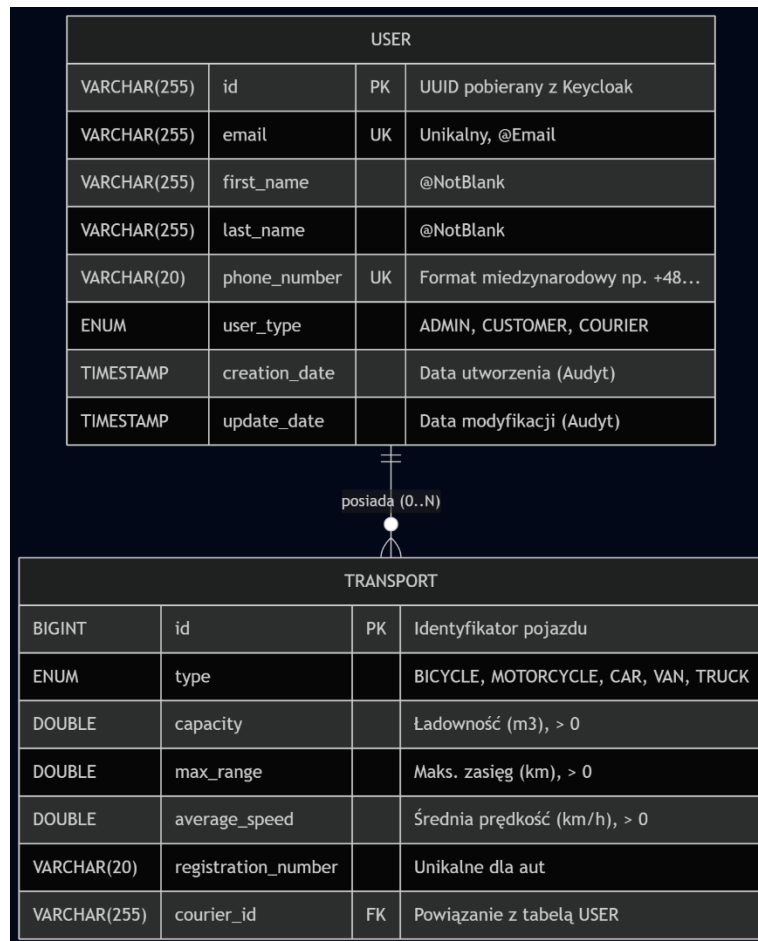 USER
VARCHAR(255) id PK UUID pobierany z Keycloak
VARCHAR(255) email UK Unikalny, @Email
VARCHAR(255) first_name @NotBlank
VARCHAR(255) last_name @NotBlank
VARCHAR(20) phone_number UK Format miedzynarodowy np. +48...
ENUM user_type ADMIN, CUSTOMER, COURIER
TIMESTAMP creation_date Data utworzenia (Audyt)
TIMESTAMP update_date Data modyfikacji (Audyt)
posiada (0..N)
TRANSPORT
BIGINT id PK Identyfikator pojazdu
ENUM type BICYCLE, MOTORCYCLE, CAR, VAN, TRUCK
DOUBLE capacity Ładowność (m3), > 0
DOUBLE max_range Maks. zasięg (km), > 0
DOUBLE average_speed Średnia prędkość (km/h), > 0
VARCHAR(20) registration_number Unikalne dla aut
VARCHAR(255) courier_id FK Powiązanie z tabelą USER